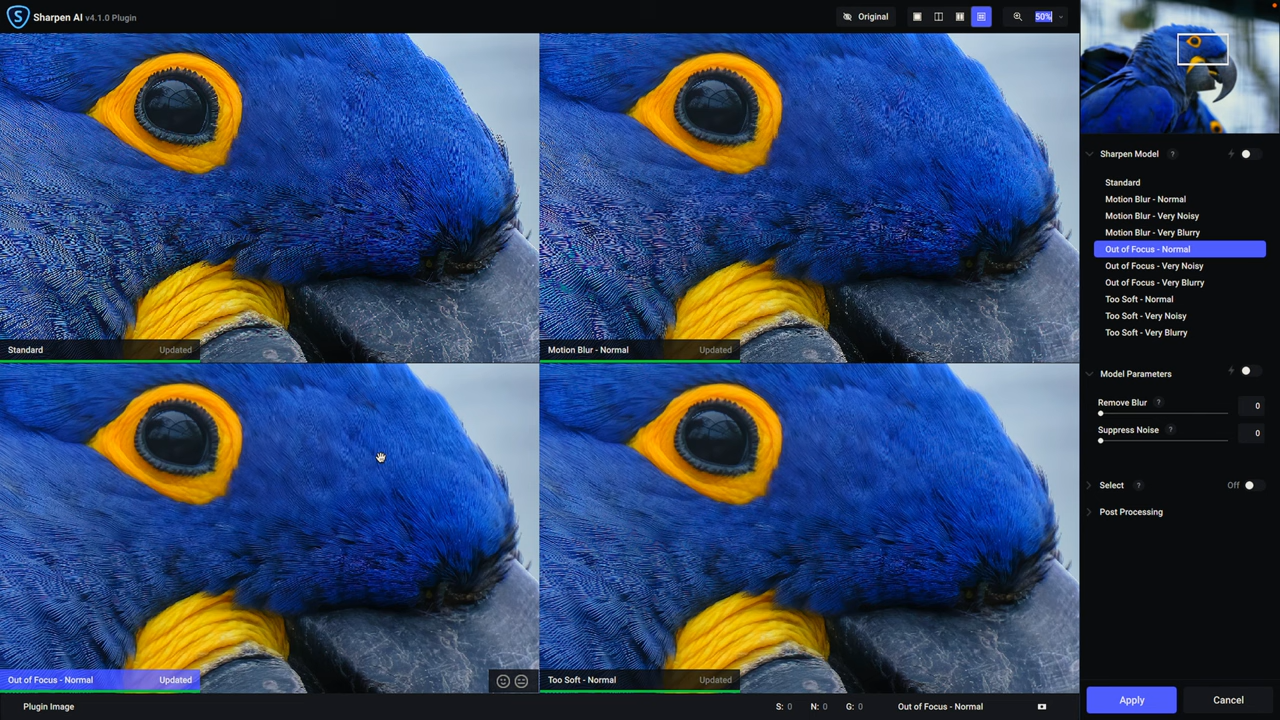 Sharpen AI v4.1.0 Plugin
Original
50%
Standard Updated
Motion Blur - Normal Updated
Out of Focus - Normal Updated
Too Soft - Normal Updated
Sharpen Model ?
Standard
Motion Blur - Normal
Motion Blur - Very Noisy
Motion Blur - Very Blurry
Out of Focus - Normal
Out of Focus - Very Noisy
Out of Focus - Very Blurry
Too Soft - Normal
Too Soft - Very Noisy
Too Soft - Very Blurry
Model Parameters
Remove Blur ? 0
Suppress Noise ? 0
Select ? Off
Post Processing
Plugin Image
S: 0 N: 0 G: 0 Out of Focus - Normal
Apply Cancel